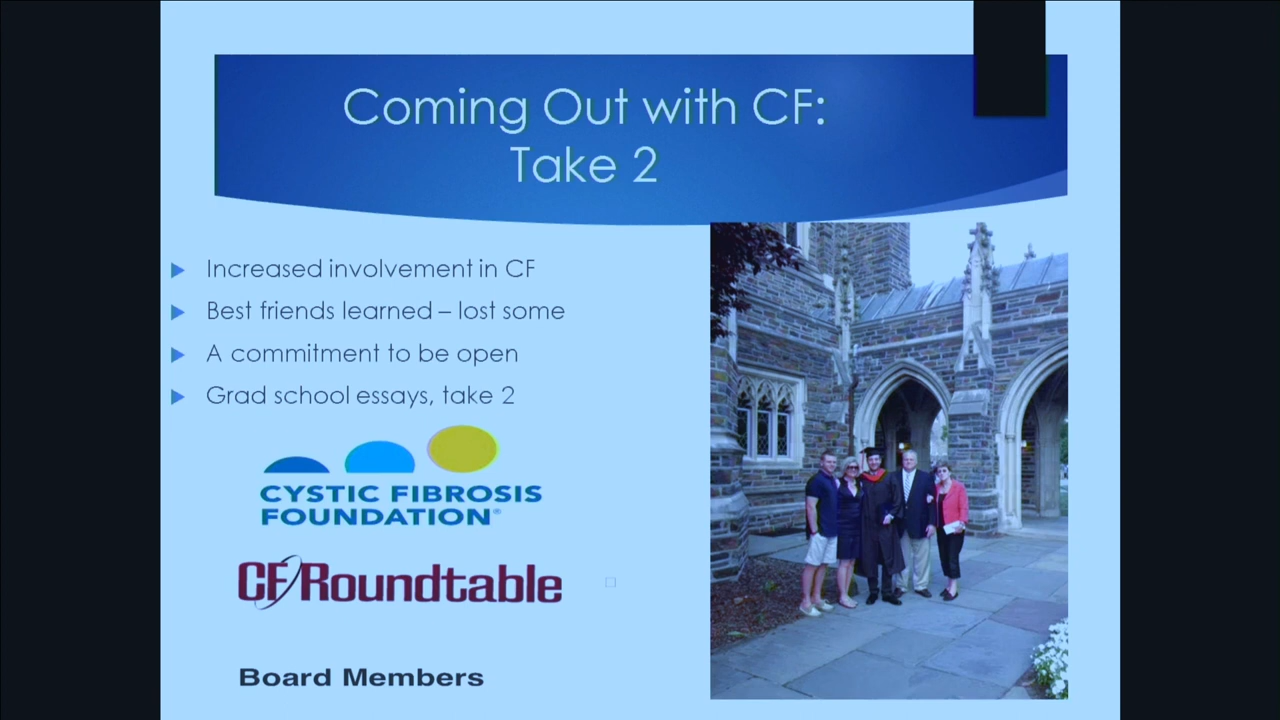 Coming Out with CF:
Take 2
Increased involvement in CF
Best friends learned – lost some
A commitment to be open
Grad school essays, take 2
CYSTIC FIBROSIS
FOUNDATION®
CF Roundtable
Board Members